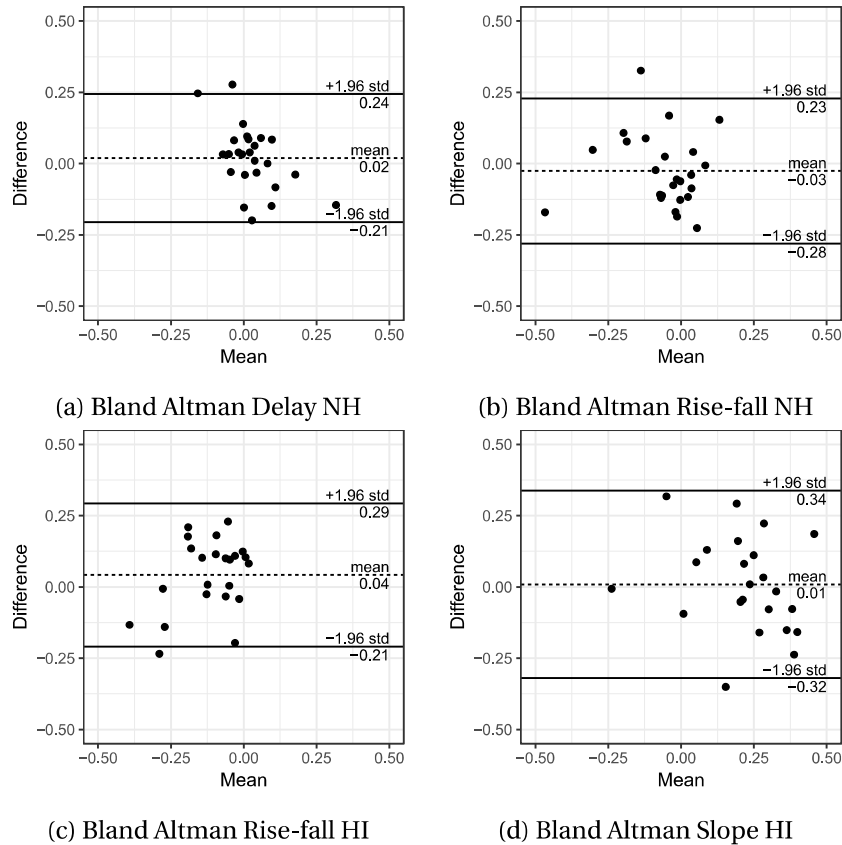 0.50
0.25
0.00
−0.25
−0.50
Difference
+1.96 std
0.24
mean
0.02
−1.96 std
−0.21
−0.50 −0.25 0.00 0.25 0.50
Mean
(a) Bland Altman Delay NH
0.50
0.25
0.00
−0.25
−0.50
Difference
+1.96 std
0.23
mean
−0.03
−1.96 std
−0.28
−0.50 −0.25 0.00 0.25 0.50
Mean
(b) Bland Altman Rise-fall NH
0.50
0.25
0.00
−0.25
−0.50
Difference
+1.96 std
0.29
mean
0.04
−1.96 std
−0.21
−0.50 −0.25 0.00 0.25 0.50
Mean
(c) Bland Altman Rise-fall HI
0.50
0.25
0.00
−0.25
−0.50
Difference
+1.96 std
0.34
mean
0.01
−1.96 std
−0.32
−0.50 −0.25 0.00 0.25 0.50
Mean
(d) Bland Altman Slope HI